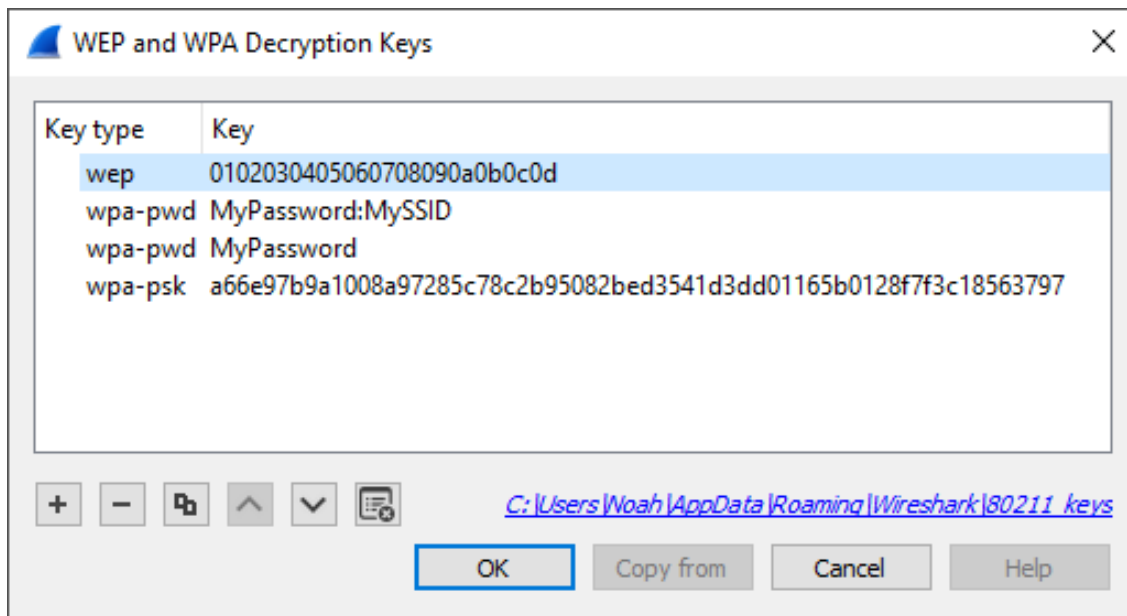 WEP and WPA Decryption Keys
Key type Key
wep 0102030405060708090a0b0c0d
wpa-pwd MyPassword:MySSID
wpa-pwd MyPassword
wpa-psk a66e97b9a1008a97285c78c2b95082bed3541d3dd01165b0128f7f3c18563797
C:\Users\Noah\AppData\Roaming\Wireshark\80211_keys
OK Copy from Cancel Help